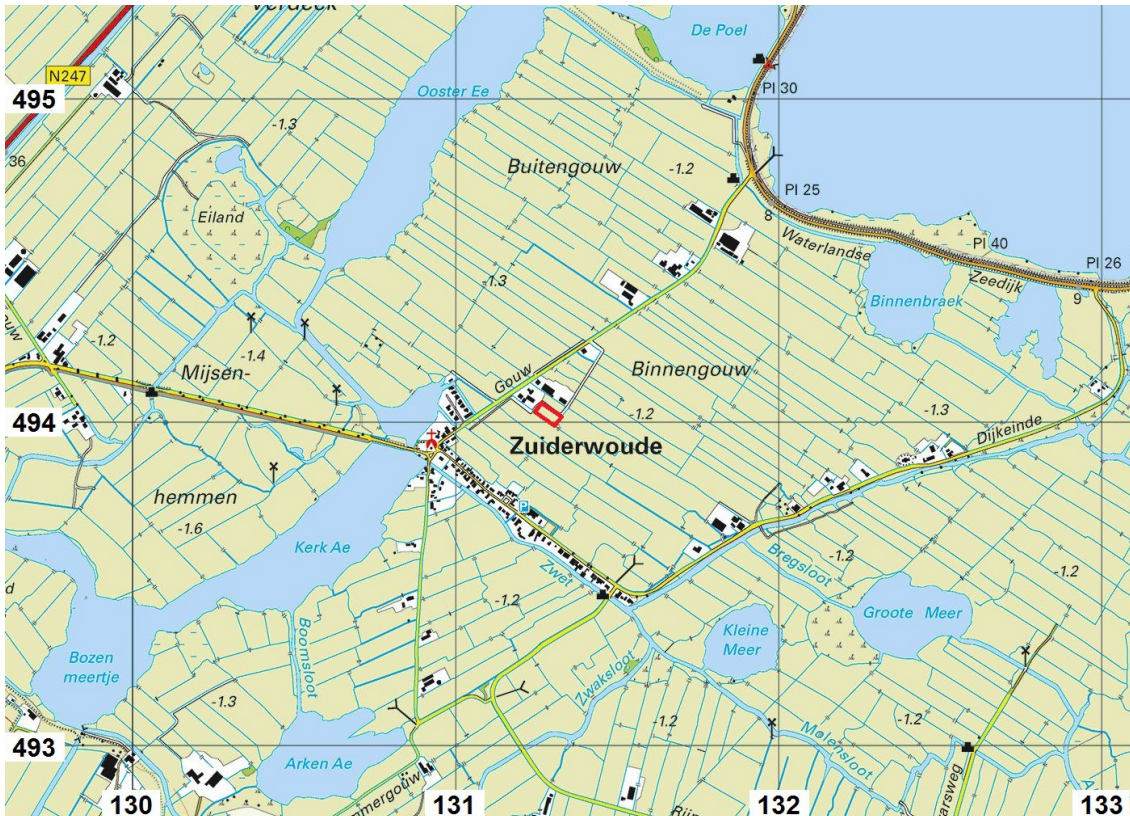 Verdeek
De Poel
N247
Ooster Ee
PI 30
495
-1.3
36
Buitengouw
-1.2
PI 25
Eiland
8
Waterlandse
PI 40
PI 26
Zeedijk
9
-1.3
Binnenbraek
-1.2
-1.4
Mijsen-
Gouw
Binnengouw
-1.2
-1.3
494
Dijkeinde
Zuiderwoude
P
hemmen
-1.6
Kerk Ae
Zwet
Bregsloot
-1.2
-1.2
-1.2
Groote Meer
Kleine
Meer
Boomsloot
Bozen
meertje
Zwaksloot
-1.3
-1.2
-1.2
Molensloot
493
Arken Ae
130
131
132
133